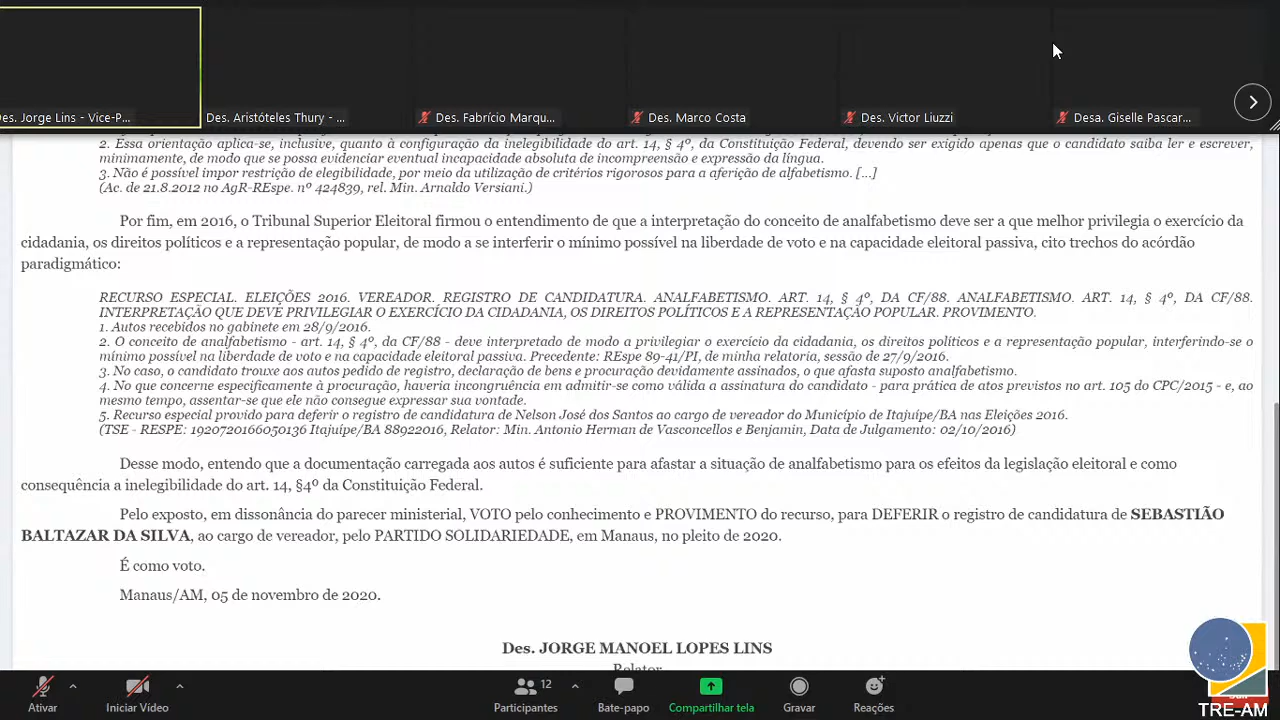 Des. Jorge Lins - Vice-P...
Des. Aristóteles Thury - ...
Des. Fabrício Marqu...
Des. Marco Costa
Des. Victor Liuzzi
Desa. Giselle Pascar...
2. Essa orientação aplica-se, inclusive, quanto à configuração da inelegibilidade do art. 14, § 4º, da Constituição Federal, devendo ser exigido apenas que o candidato saiba ler e escrever,
minimamente, de modo que se possa evidenciar eventual incapacidade absoluta de incompreensão e expressão da língua.
3. Não é possível impor restrição de elegibilidade, por meio da utilização de critérios rigorosos para a aferição de alfabetismo. [...]
(Ac. de 21.8.2012 no AgR-REspe. nº 424839, rel. Min. Arnaldo Versiani.)
Por fim, em 2016, o Tribunal Superior Eleitoral firmou o entendimento de que a interpretação do conceito de analfabetismo deve ser a que melhor privilegia o exercício da
cidadania, os direitos políticos e a representação popular, de modo a se interferir o mínimo possível na liberdade de voto e na capacidade eleitoral passiva, cito trechos do acórdão
paradigmático:
RECURSO ESPECIAL. ELEIÇÕES 2016. VEREADOR. REGISTRO DE CANDIDATURA. ANALFABETISMO. ART. 14, § 4º, DA CF/88. ANALFABETISMO. ART. 14, § 4º, DA CF/88.
INTERPRETAÇÃO QUE DEVE PRIVILEGIAR O EXERCÍCIO DA CIDADANIA, OS DIREITOS POLÍTICOS E A REPRESENTAÇÃO POPULAR. PROVIMENTO.
1. Autos recebidos no gabinete em 28/9/2016.
2. O conceito de analfabetismo - art. 14, § 4º, da CF/88 - deve interpretado de modo a privilegiar o exercício da cidadania, os direitos políticos e a representação popular, interferindo-se o
mínimo possível na liberdade de voto e na capacidade eleitoral passiva. Precedente: REspe 89-41/PI, de minha relatoria, sessão de 27/9/2016.
3. No caso, o candidato trouxe aos autos pedido de registro, declaração de bens e procuração devidamente assinados, o que afasta suposto analfabetismo.
4. No que concerne especificamente à procuração, haveria incongruência em admitir-se como válida a assinatura do candidato - para prática de atos previstos no art. 105 do CPC/2015 - e, ao
mesmo tempo, assentar-se que ele não consegue expressar sua vontade.
5. Recurso especial provido para deferir o registro de candidatura de Nelson José dos Santos ao cargo de vereador do Município de Itajuípe/BA nas Eleições 2016.
(TSE - RESPE: 1920720166050136 Itajuípe/BA 88922016, Relator: Min. Antonio Herman de Vasconcellos e Benjamin, Data de Julgamento: 02/10/2016)
Desse modo, entendo que a documentação carregada aos autos é suficiente para afastar a situação de analfabetismo para os efeitos da legislação eleitoral e como
consequência a inelegibilidade do art. 14, §4º da Constituição Federal.
Pelo exposto, em dissonância do parecer ministerial, VOTO pelo conhecimento e PROVIMENTO do recurso, para DEFERIR o registro de candidatura de SEBASTIÃO
BALTAZAR DA SILVA, ao cargo de vereador, pelo PARTIDO SOLIDARIEDADE, em Manaus, no pleito de 2020.
É como voto.
Manaus/AM, 05 de novembro de 2020.
Des. JORGE MANOEL LOPES LINS
Relator
Ativar
Iniciar Vídeo
12
Participantes
Bate-papo
Compartilhar tela
Gravar
Reações
TRE-AM